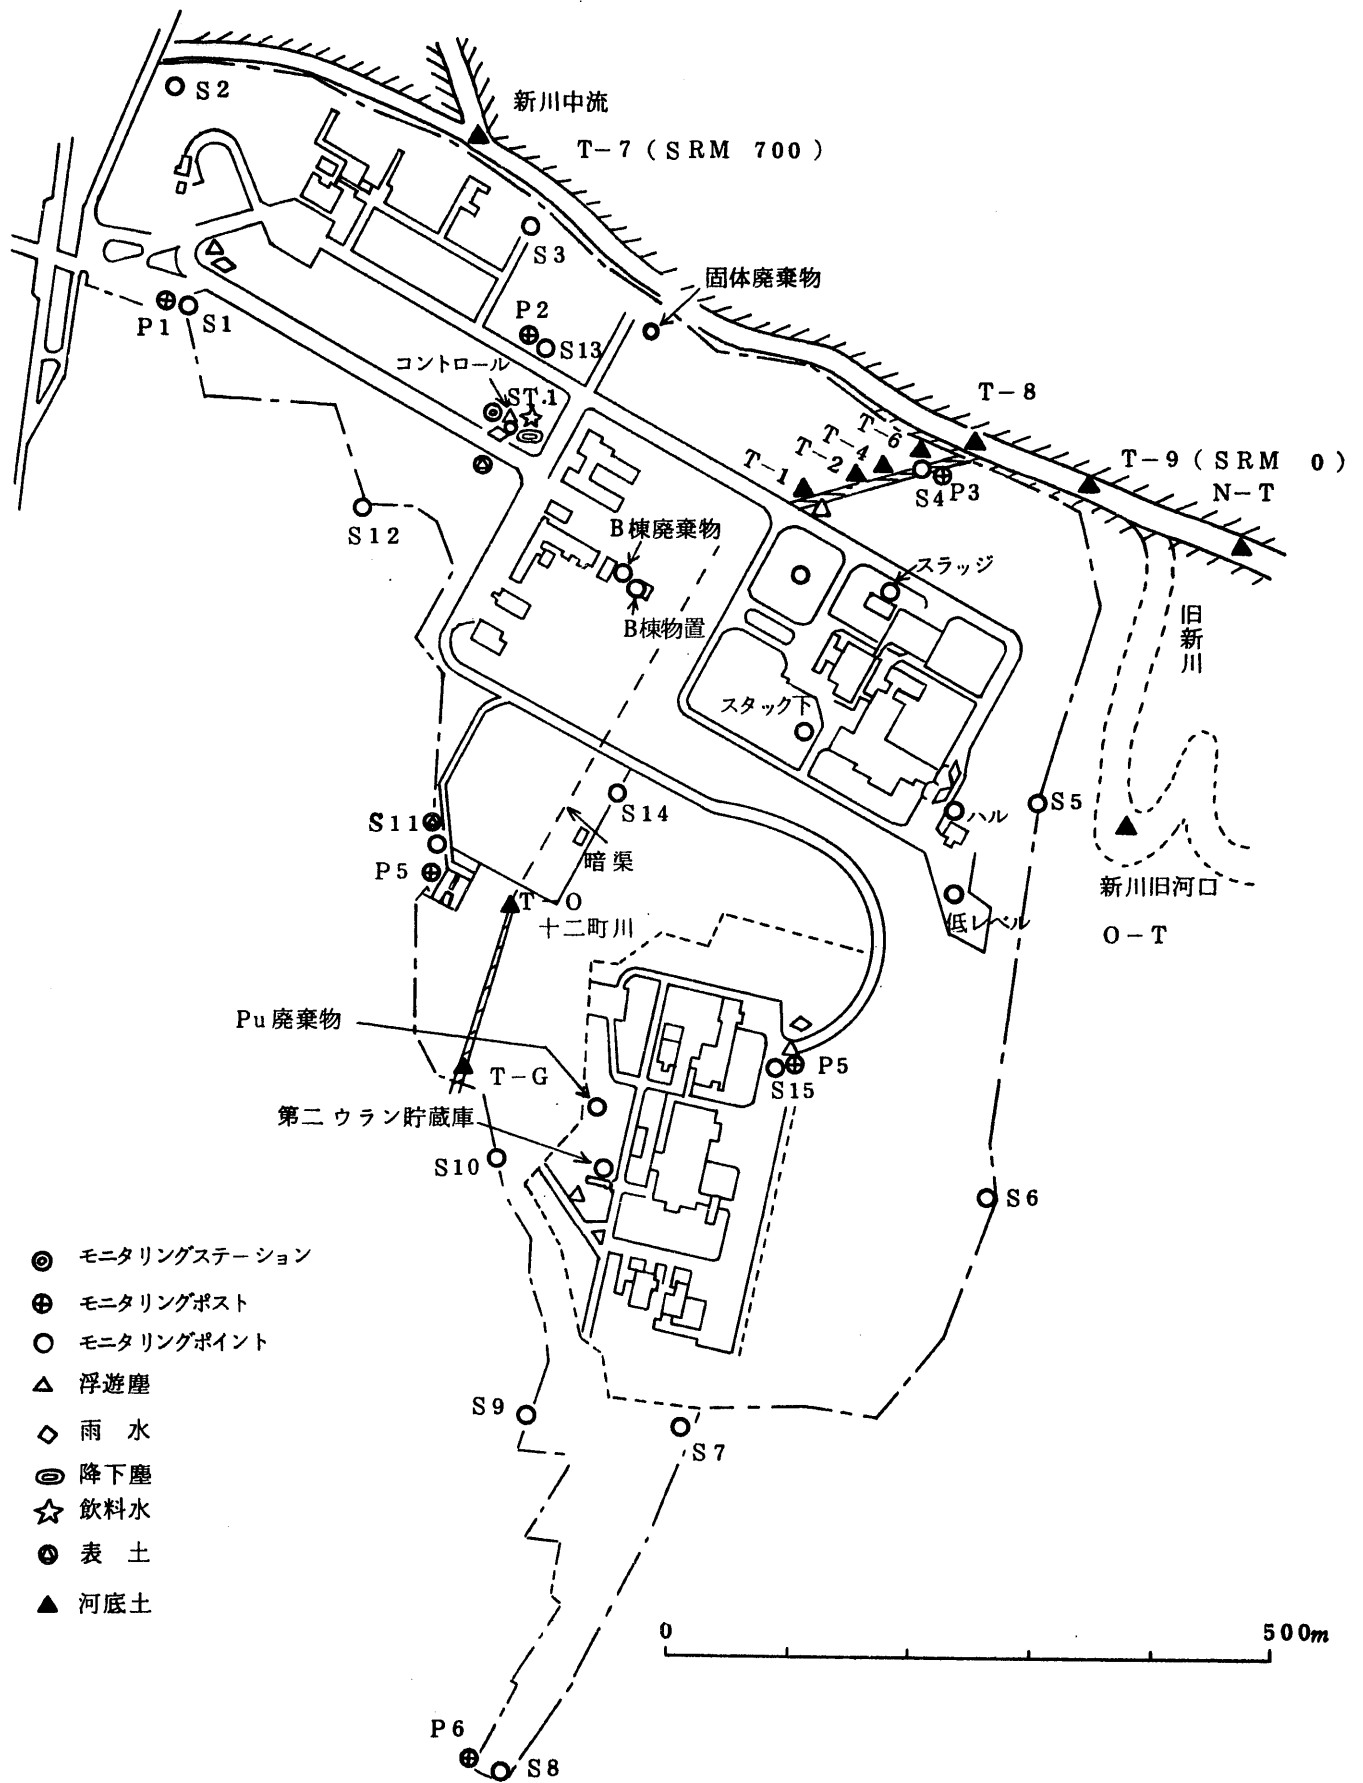 S2
新川中流
T-7 ( SRM 700 )
S3
固体廃棄物
P2
P1
S1
S13
コントロール
ST.1
T-8
T-6
T-4
T-2
T-1
T-9 ( SRM 0 )
N-T
S4
P3
S12
B棟廃棄物
スラッジ
B棟物置
旧新川
スタック下
S5
S14
ハル
S11
暗渠
P5
新川旧河口
T-O
低レベル
十二町川
O-T
Pu廃棄物
P5
T-G
S15
第二ウラン貯蔵庫
S10
S6
モニタリングステーション
モニタリングポスト
モニタリングポイント
浮遊塵
S9
雨 水
S7
降下塵
飲料水
表 土
河底土
0
500m
P6
S8